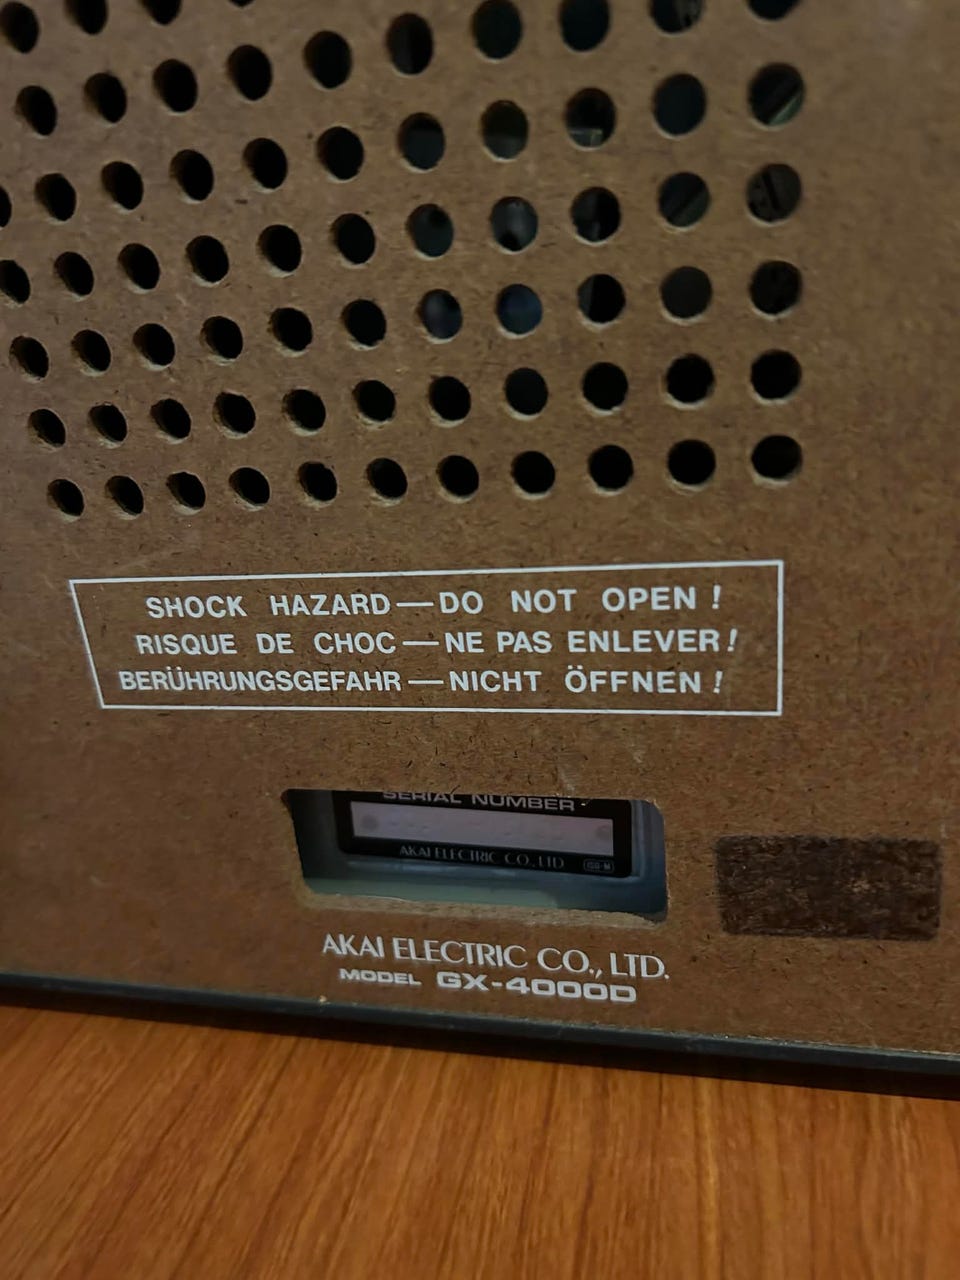 SHOCK HAZARD—DO NOT OPEN !
RISQUE DE CHOC—NE PAS ENLEVER !
BERÜHRUNGSGEFAHR—NICHT ÖFFNEN !
SERIAL NUMBER
AKAI ELECTRIC CO., LTD
AKAI ELECTRIC CO., LTD.
MODEL GX-4000D